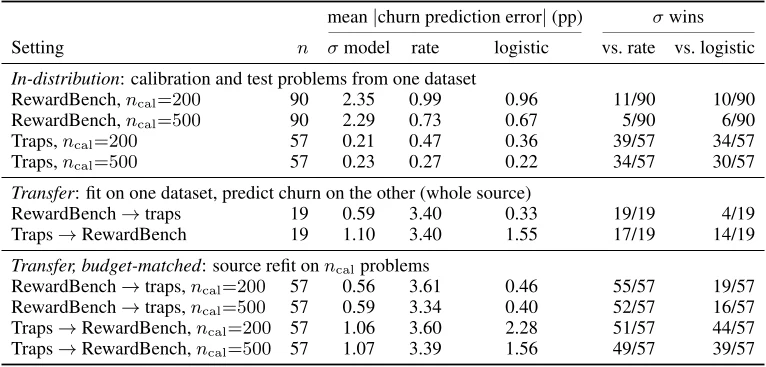 mean |churn prediction error| (pp) σ wins
Setting n σ model rate logistic vs. rate vs. logistic
In-distribution: calibration and test problems from one dataset
RewardBench, n_cal=200 90 2.35 0.99 0.96 11/90 10/90
RewardBench, n_cal=500 90 2.29 0.73 0.67 5/90 6/90
Traps, n_cal=200 57 0.21 0.47 0.36 39/57 34/57
Traps, n_cal=500 57 0.23 0.27 0.22 34/57 30/57
Transfer: fit on one dataset, predict churn on the other (whole source)
RewardBench → traps 19 0.59 3.40 0.33 19/19 4/19
Traps → RewardBench 19 1.10 3.40 1.55 17/19 14/19
Transfer, budget-matched: source refit on n_cal problems
RewardBench → traps, n_cal=200 57 0.56 3.61 0.46 55/57 19/57
RewardBench → traps, n_cal=500 57 0.59 3.34 0.40 52/57 16/57
Traps → RewardBench, n_cal=200 57 1.06 3.60 2.28 51/57 44/57
Traps → RewardBench, n_cal=500 57 1.07 3.39 1.56 49/57 39/57